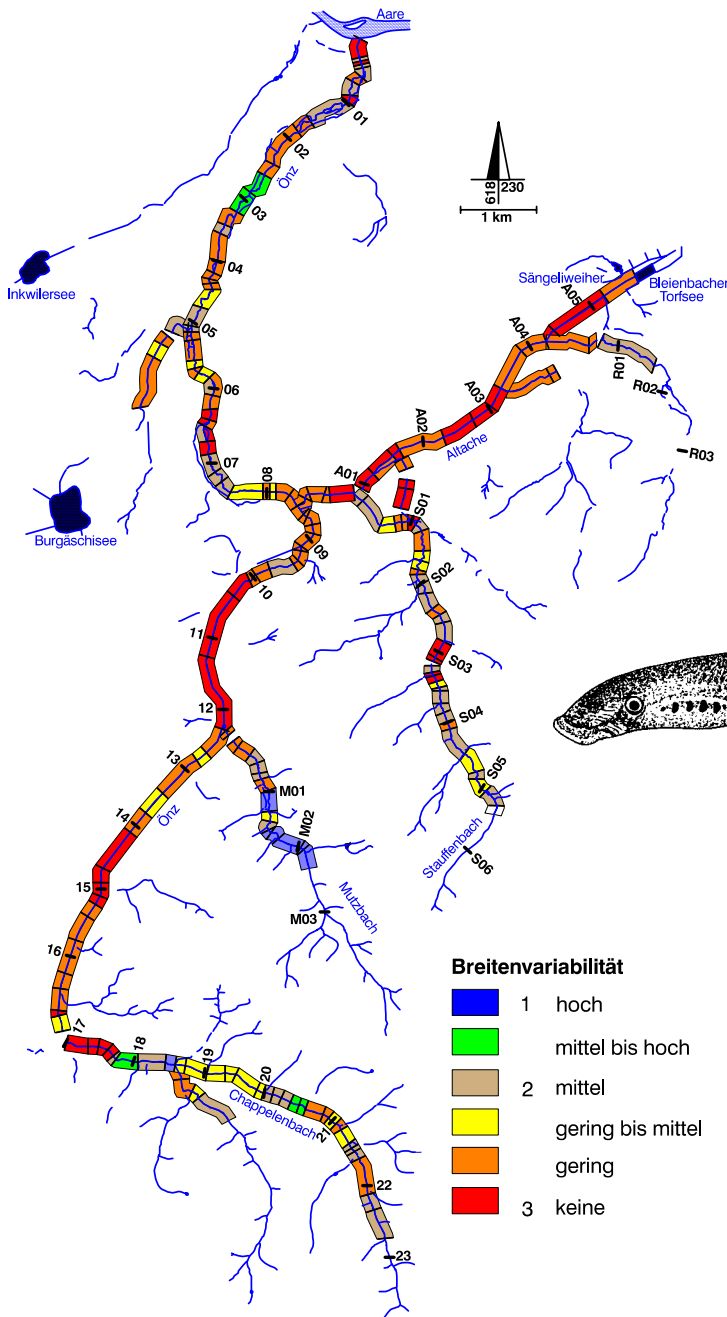 Aare
01
02
Önz
03
618 230
1 km
04
Sängeliweiher
Bleienbacher
Torfsee
Inkwilersee
A05
05
A04
R01
06
R02
A03
A02
Altache
R03
07
08
A01
S01
Burgäschisee
09
10
S02
11
S03
12
S04
13
S05
M01
14
Önz
M02
Stauffenbach
S06
15
Mutzbach
M03
16
Breitenvariabilität
1 hoch
17
18
19
mittel bis hoch
20
2 mittel
Chappelenbach
21
gering bis mittel
gering
22
3 keine
23